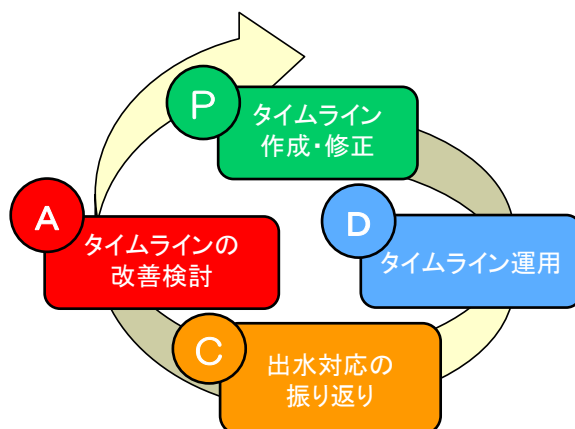 P
タイムライン
作成・修正
D
タイムライン運用
C
出水対応の
振り返り
A
タイムラインの
改善検討